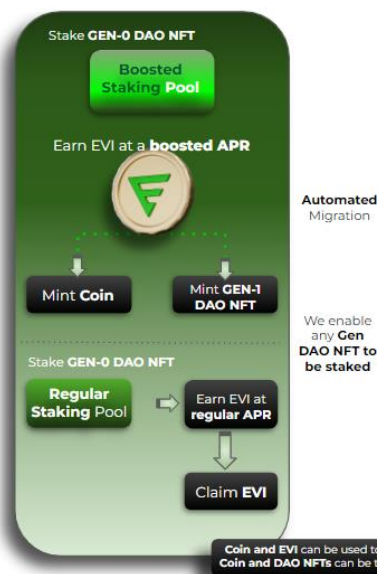 Stake GEN-0 DAO NFT
Boosted
Staking Pool
Earn EVI at a boosted APR
Mint Coin
Mint GEN-1
DAO NFT
Automated
Migration
We enable
any Gen
DAO NFT to
be staked
Stake GEN-0 DAO NFT
Regular
Staking Pool
Earn EVI at
regular APR
Claim EVI
Coin and EVI can be used to
Coin and DAO NFTs can be